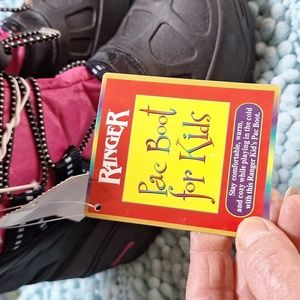 RANGER
Pac Boot
for Kids
Stay comfortable, warm,
and cozy while playing in the cold
with this Ranger Kid's Pac Boot.